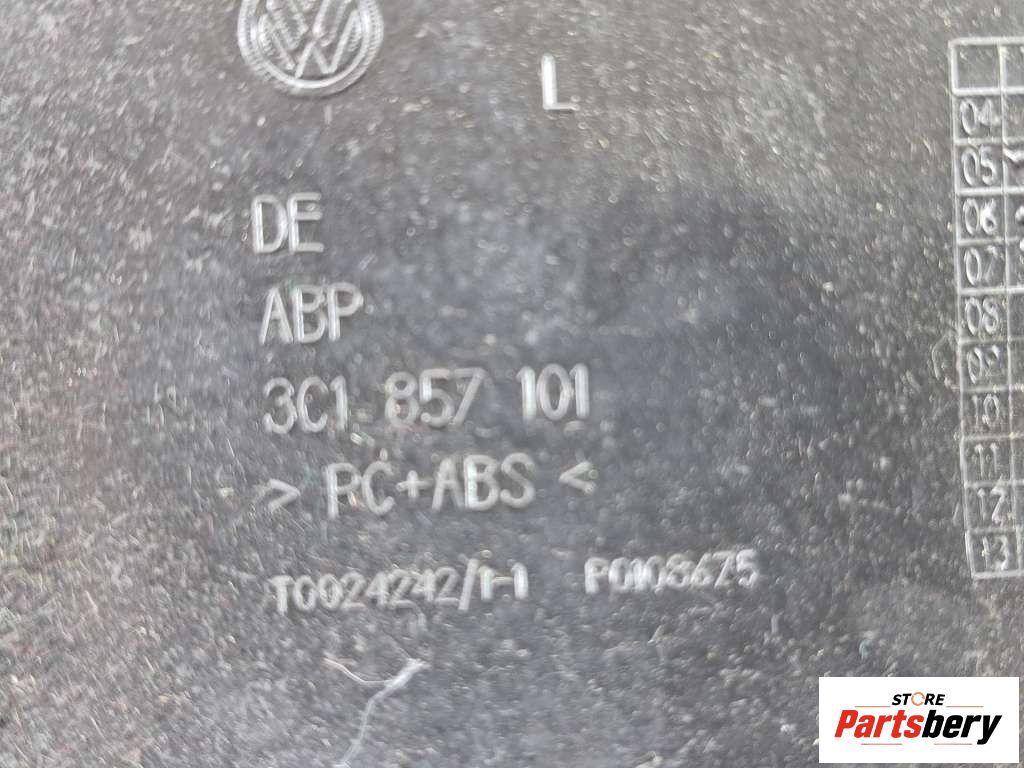 L
DE
ABP
3C1 857 101
> PC+ABS <
T0024242/1-1
04
05
06
07
08
09
10
11
12
13
STORE
Partsbery